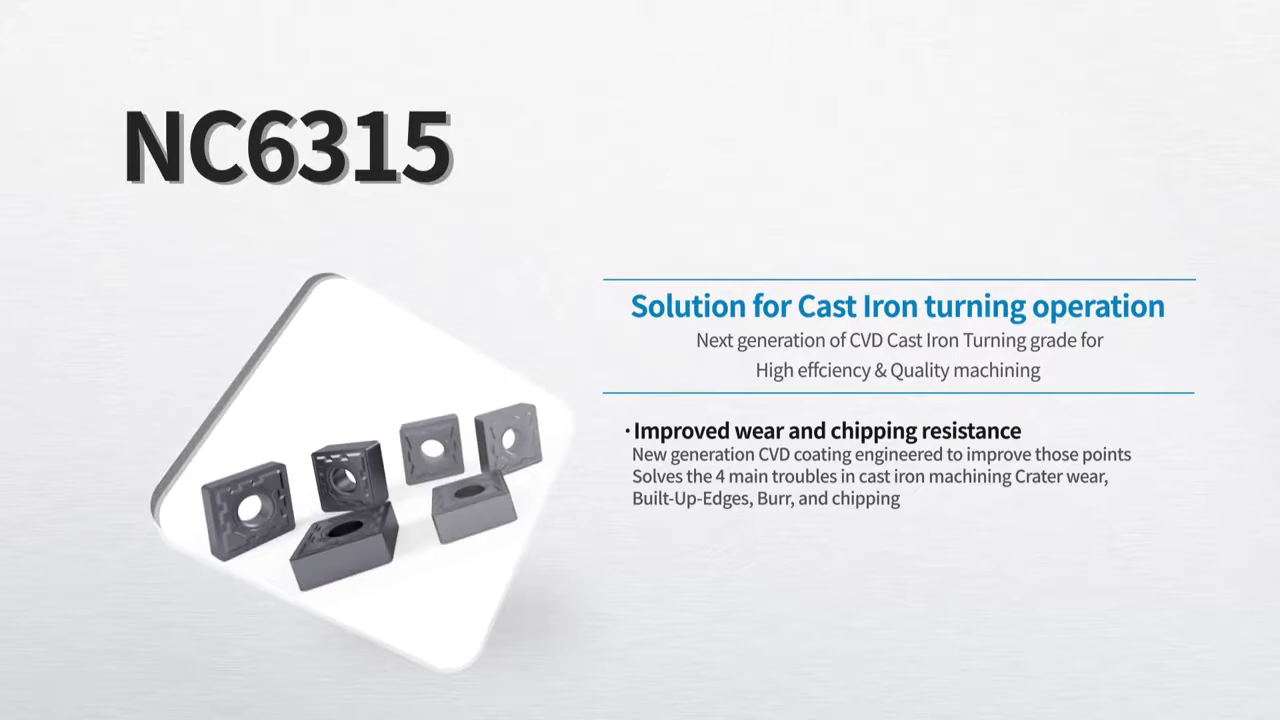 NC6315
Solution for Cast Iron turning operation
Next generation of CVD Cast Iron Turning grade for
High effciency & Quality machining
· Improved wear and chipping resistance
New generation CVD coating engineered to improve those points
Solves the 4 main troubles in cast iron machining Crater wear,
Built-Up-Edges, Burr, and chipping